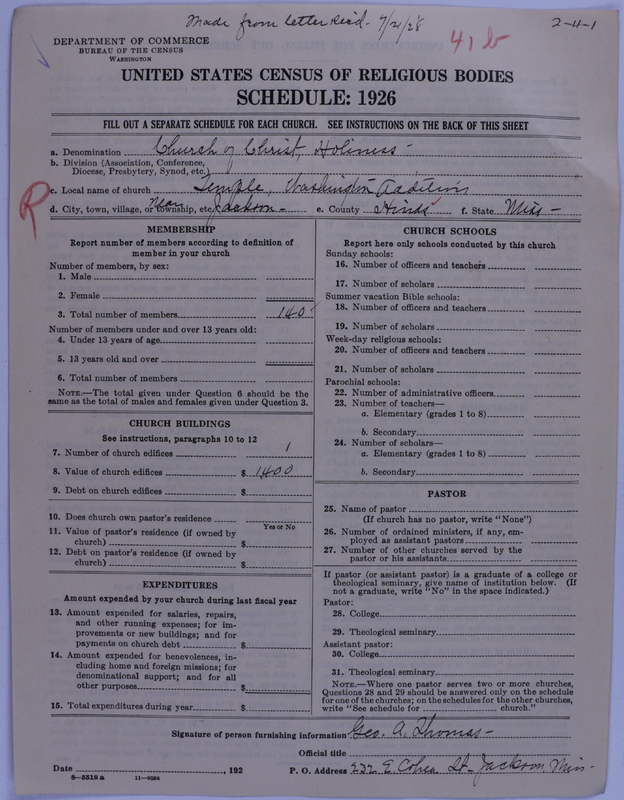 Made from letter Rec'd - 7/21/28
2-4-1
41 b
DEPARTMENT OF COMMERCE
BUREAU OF THE CENSUS
WASHINGTON
UNITED STATES CENSUS OF RELIGIOUS BODIES
SCHEDULE: 1926
FILL OUT A SEPARATE SCHEDULE FOR EACH CHURCH. SEE INSTRUCTIONS ON THE BACK OF THIS SHEET
a. Denomination Church of Christ, Holiness -
b. Division (Association, Conference,
Diocese, Presbytery, Synod, etc.)
c. Local name of church Temple, Washington Addition
R
d. City, town, village, or township, etc. Near Jackson - e. County Hinds f. State Miss -
MEMBERSHIP
Report number of members according to definition of
member in your church
Number of members, by sex:
1. Male
2. Female
3. Total number of members 140
Number of members under and over 13 years old:
4. Under 13 years of age
5. 13 years old and over
6. Total number of members
NOTE.—The total given under Question 6 should be the
same as the total of males and females given under Question 3.
CHURCH BUILDINGS
See instructions, paragraphs 10 to 12
7. Number of church edifices 1
8. Value of church edifices $ 1400
9. Debt on church edifices
10. Does church own pastor's residence
Yes or No
11. Value of pastor's residence (if owned by
church) $
12. Debt on pastor's residence (if owned by
church) $
EXPENDITURES
Amount expended by your church during last fiscal year
13. Amount expended for salaries, repairs,
and other running expenses; for im-
provements or new buildings; and for
payments on church debt $
14. Amount expended for benevolences, in-
cluding home and foreign missions; for
denominational support; and for all
other purposes $
15. Total expenditures during year $
CHURCH SCHOOLS
Report here only schools conducted by this church
Sunday schools:
16. Number of officers and teachers
17. Number of scholars
Summer vacation Bible schools:
18. Number of officers and teachers
19. Number of scholars
Week-day religious schools:
20. Number of officers and teachers
21. Number of scholars
Parochial schools:
22. Number of administrative officers
23. Number of teachers—
a. Elementary (grades 1 to 8)
b. Secondary
24. Number of scholars—
a. Elementary (grades 1 to 8)
b. Secondary
PASTOR
25. Name of pastor
(If church has no pastor, write "None")
26. Number of ordained ministers, if any, em-
ployed as assistant pastors
27. Number of other churches served by the
pastor or his assistants
If pastor (or assistant pastor) is a graduate of a college or
theological seminary, give name of institution below. (If
not a graduate, write "No" in the space indicated.)
Pastor:
28. College
29. Theological seminary
Assistant pastor:
30. College
31. Theological seminary
NOTE.—Where one pastor serves two or more churches,
Questions 28 and 29 should be answered only on the schedule
for one of the churches; on the schedules for the other churches,
write "See schedule for church."
Signature of person furnishing information Geo. A. Thomas -
Official title
Date , 192 P. O. Address 232 E Cohea St. Jackson Miss -
8-5518 a 11-9024